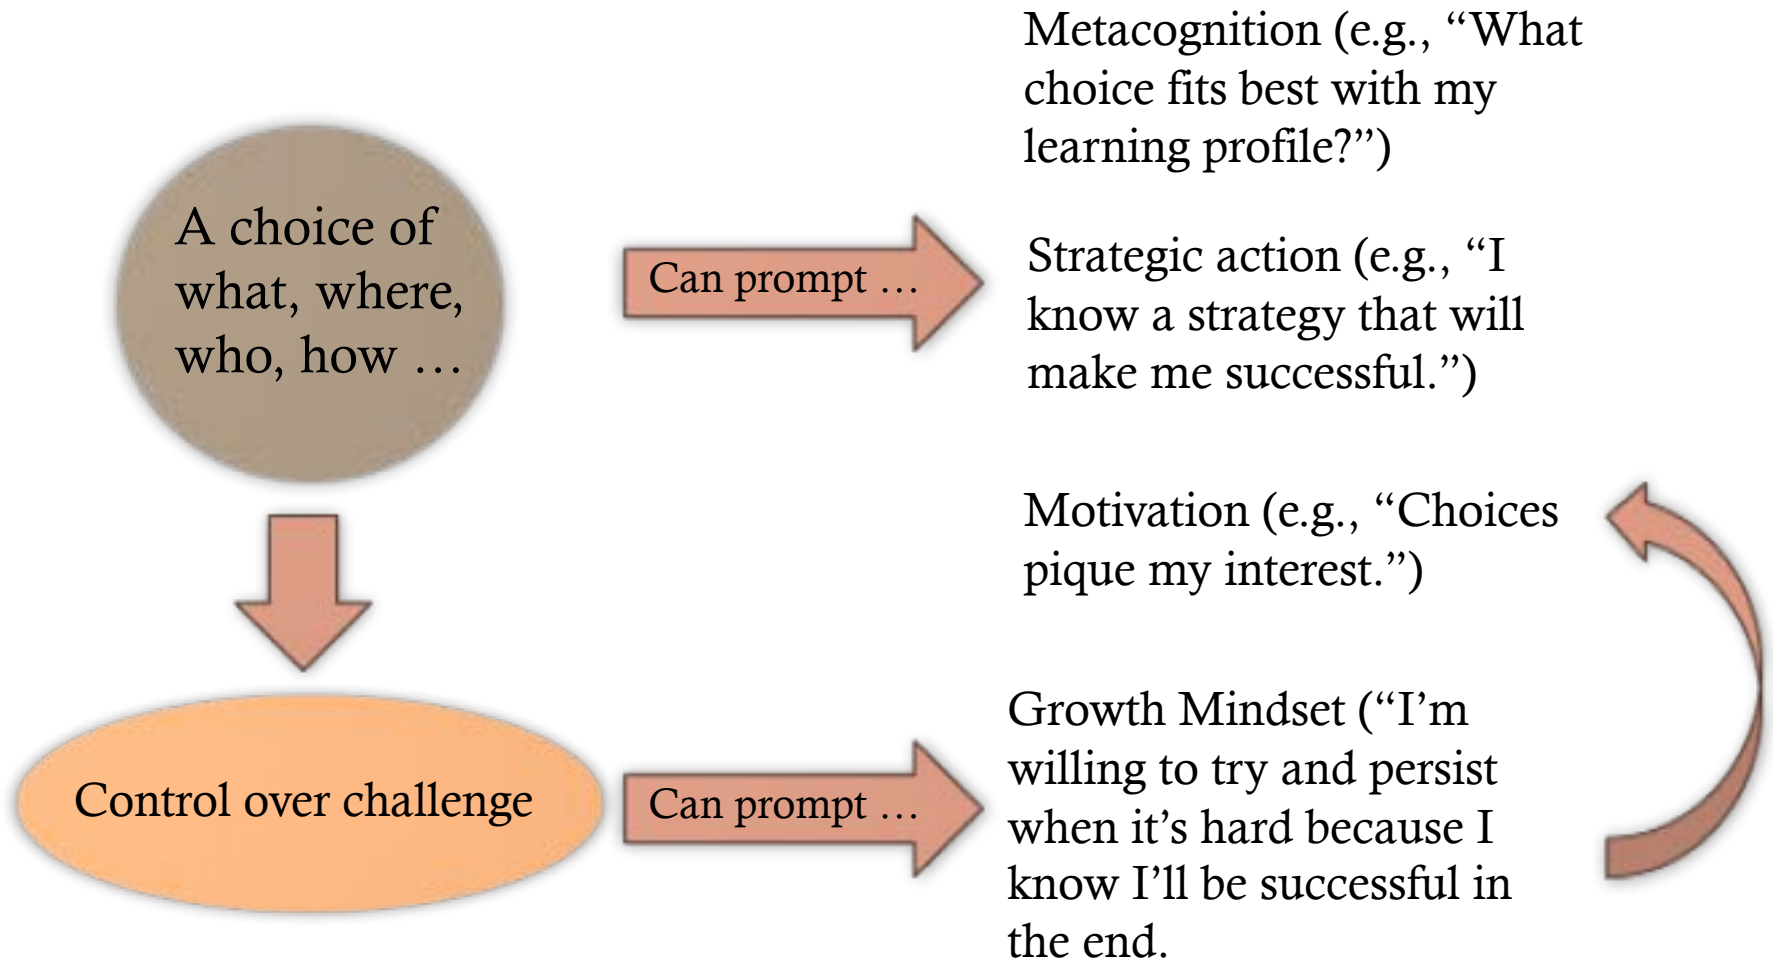 Metacognition (e.g., “What
choice fits best with my
learning profile?”)
A choice of
what, where,
who, how …
Can prompt …
Strategic action (e.g., “I
know a strategy that will
make me successful.”)
Motivation (e.g., “Choices
pique my interest.”)
Control over challenge
Can prompt …
Growth Mindset (“I’m
willing to try and persist
when it’s hard because I
know I’ll be successful in
the end.